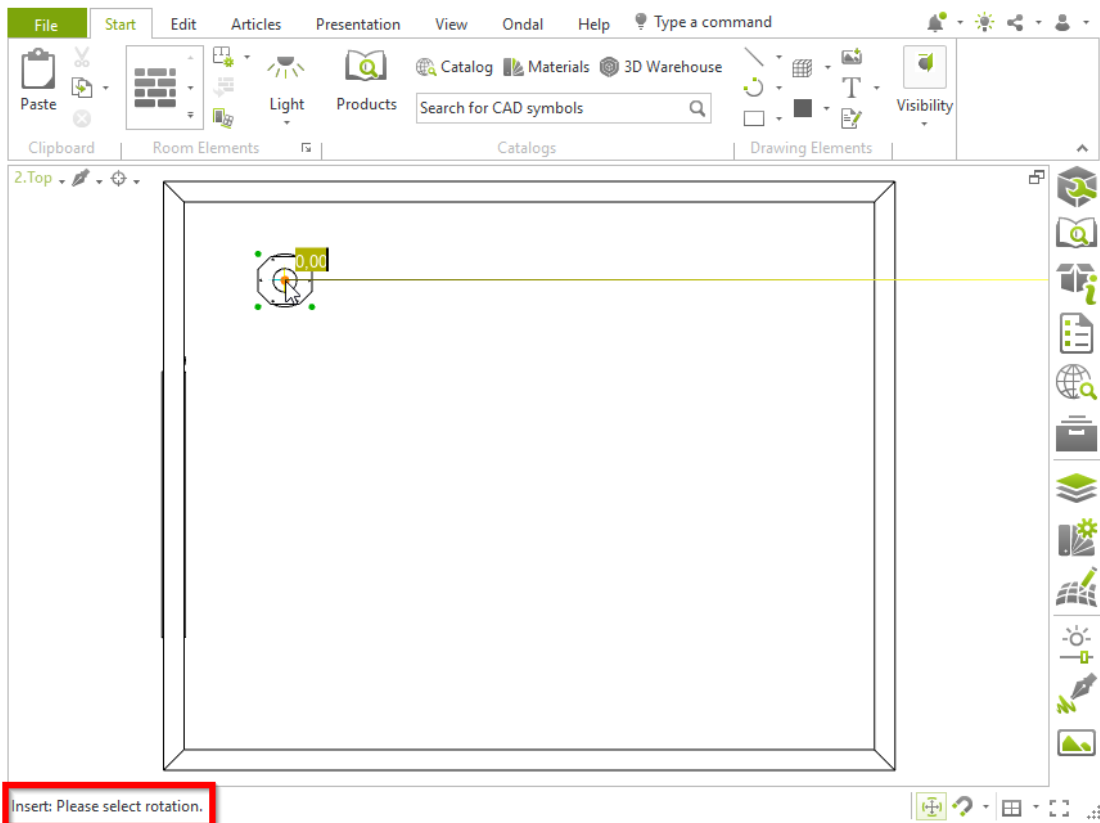 File Start Edit Articles Presentation View Ondal Help Type a command
Catalog Materials 3D Warehouse
Paste Light Products Search for CAD symbols T Visibility
Clipboard Room Elements Catalogs Drawing Elements
2.Top
0,00
Insert: Please select rotation.